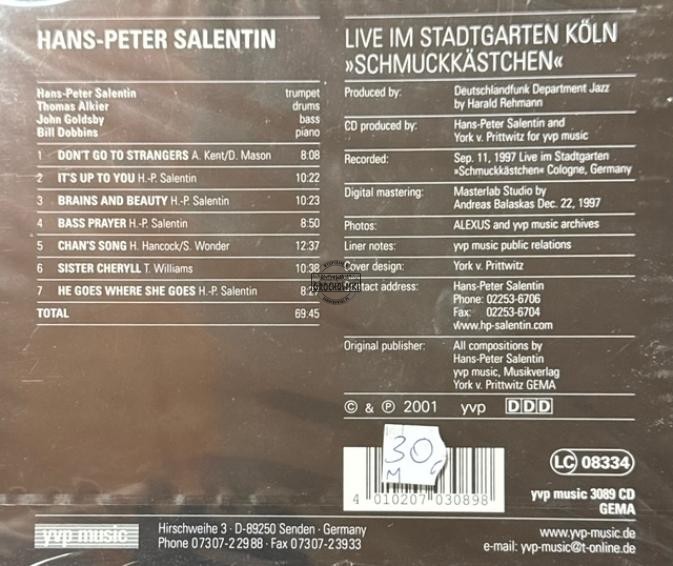 HANS-PETER SALENTIN
Hans-Peter Salentin trumpet
Thomas Alkier drums
John Goldsby bass
Bill Dobbins piano
1 DON'T GO TO STRANGERS A. Kent/D. Mason 8:08
2 IT'S UP TO YOU H.-P. Salentin 10:22
3 BRAINS AND BEAUTY H.-P. Salentin 10:23
4 BASS PRAYER H.-P. Salentin 8:50
5 CHAN'S SONG H. Hancock/S. Wonder 12:37
6 SISTER CHERYLL T. Williams 10:38
7 HE GOES WHERE SHE GOES H.-P. Salentin
TOTAL 69:45
LIVE IM STADTGARTEN KÖLN
»SCHMUCKKÄSTCHEN«
Produced by: Deutschlandfunk Department Jazz
by Harald Rehmann
CD produced by: Hans-Peter Salentin and
York v. Prittwitz for yvp music
Recorded: Sep. 11, 1997 Live im Stadtgarten
»Schmuckkästchen« Cologne, Germany
Digital mastering: Masterlab Studio by
Andreas Balaskas Dec. 22, 1997
Photos: ALEXUS and yvp music archives
Liner notes: yvp music public relations
Cover design: York v. Prittwitz
address: Hans-Peter Salentin
Phone: 02253-6706
Fax: 02253-6704
www.hp-salentin.com
Original publisher: All compositions by
Hans-Peter Salentin
yvp music, Musikverlag
York v. Prittwitz GEMA
© & ℗ 2001 yvp DDD
30
M
4 010207 030898
LC 08334
yvp music 3089 CD
GEMA
yvp music
Hirschweihe 3 · D-89250 Senden · Germany
Phone 07307-22988 · Fax 07307-23933
www.yvp-music.de
e-mail: yvp-music@t-online.de